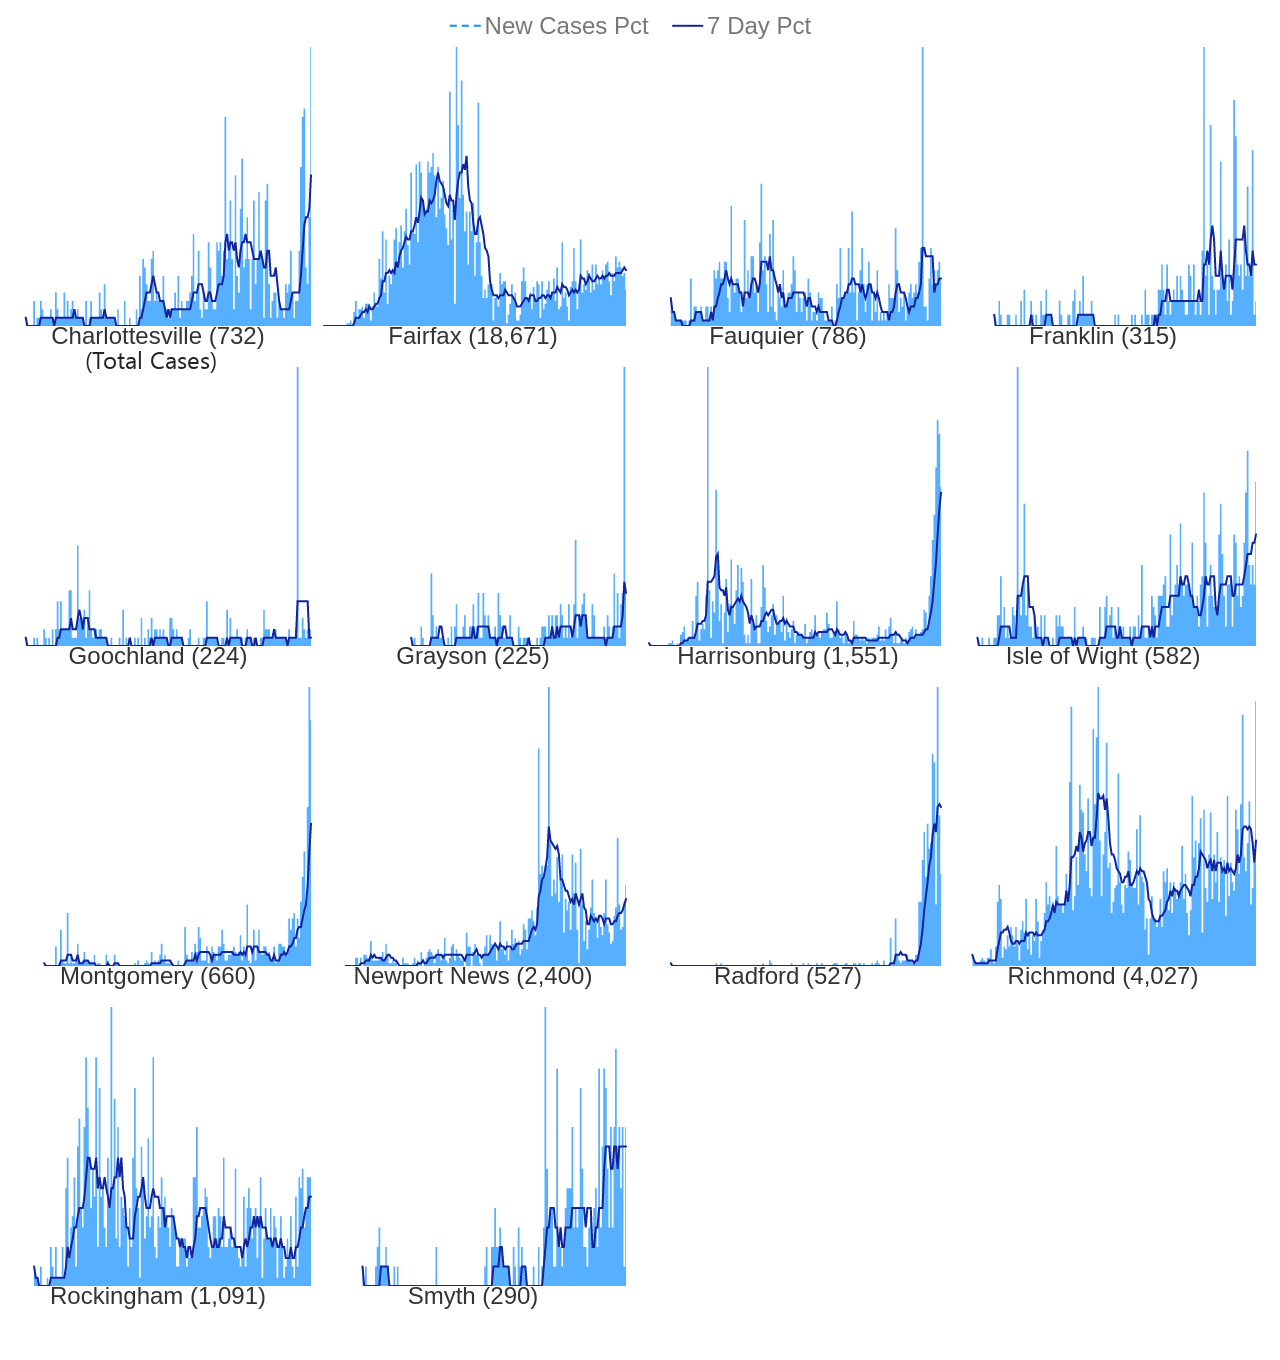 New Cases Pct 7 Day Pct
Charlottesville (732) Fairfax (18,671) Fauquier (786) Franklin (315)
(Total Cases)
Goochland (224) Grayson (225) Harrisonburg (1,551) Isle of Wight (582)
Montgomery (660) Newport News (2,400) Radford (527) Richmond (4,027)
Rockingham (1,091) Smyth (290)